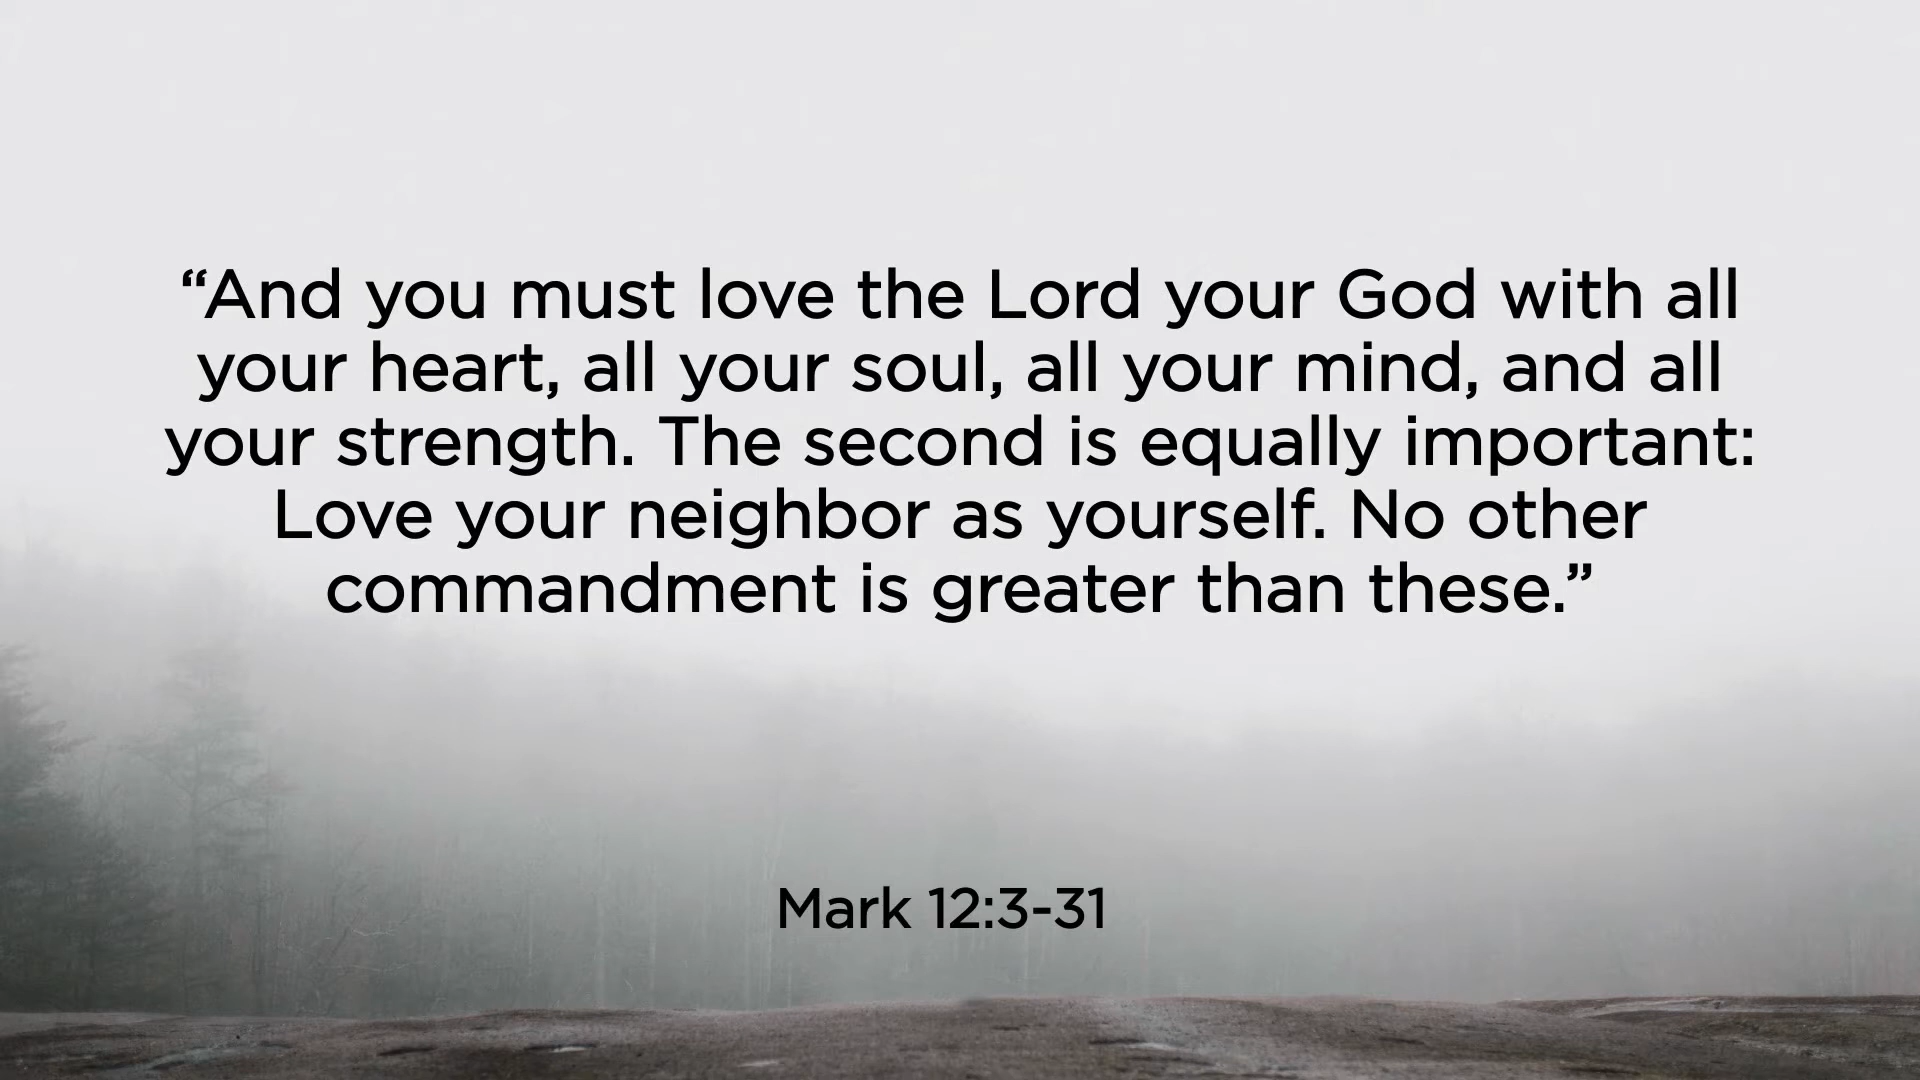 “And you must love the Lord your God with all
your heart, all your soul, all your mind, and all
your strength. The second is equally important:
Love your neighbor as yourself. No other
commandment is greater than these.”
Mark 12:3-31